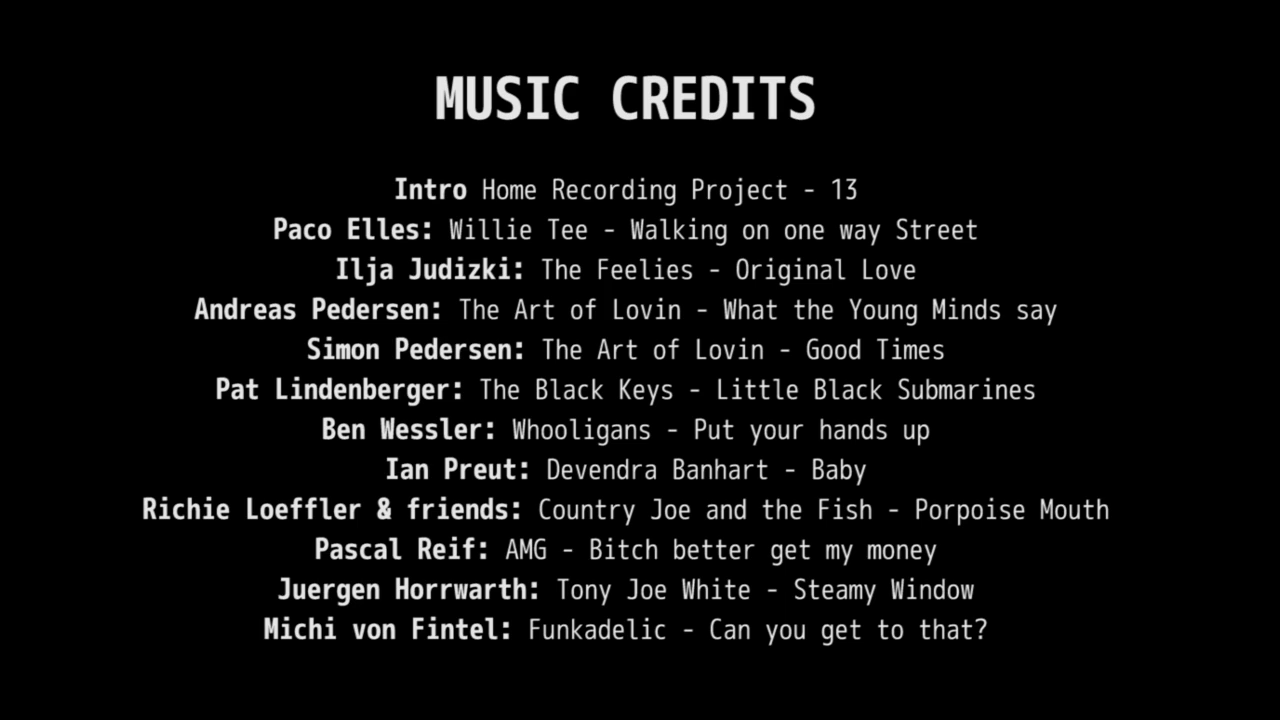 MUSIC CREDITS
Intro Home Recording Project - 13
Paco Elles: Willie Tee - Walking on one way Street
Ilja Judizki: The Feelies - Original Love
Andreas Pedersen: The Art of Lovin - What the Young Minds say
Simon Pedersen: The Art of Lovin - Good Times
Pat Lindenberger: The Black Keys - Little Black Submarines
Ben Wessler: Whooligans - Put your hands up
Ian Preut: Devendra Banhart - Baby
Richie Loeffler & friends: Country Joe and the Fish - Porpoise Mouth
Pascal Reif: AMG - Bitch better get my money
Juergen Horrwarth: Tony Joe White - Steamy Window
Michi von Fintel: Funkadelic - Can you get to that?